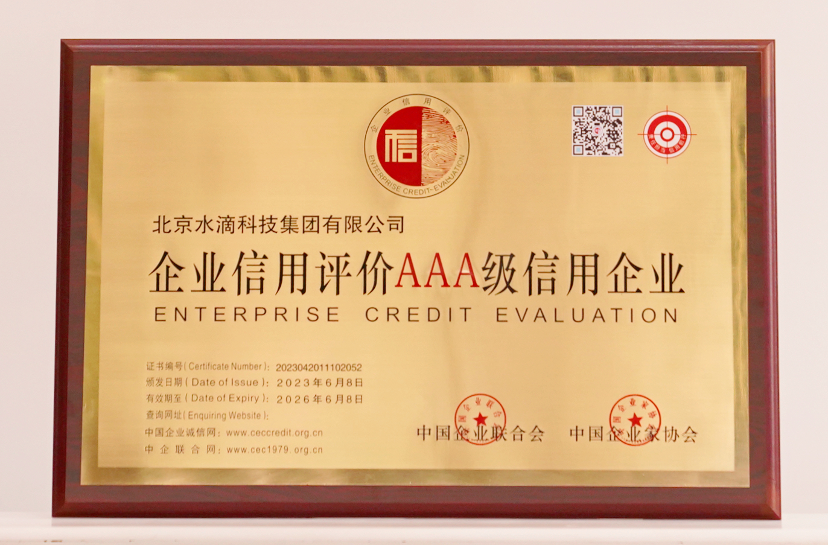 企业信用评价
信
ENTERPRISE CREDIT-EVALUATION
北京水滴科技集团有限公司
企业信用评价AAA级信用企业
ENTERPRISE CREDIT EVALUATION
证书编号(Certificate Number): 2023042011102052
颁发日期(Date of Issue): 2023年6月8日
有效期至(Date of Expiry): 2026年6月8日
查询网址(Enquiring Website):
中国企业诚信网: www.ceccredit.org.cn
中企联合网: www.cec1979.org.cn
中国企业联合会 中国企业家协会